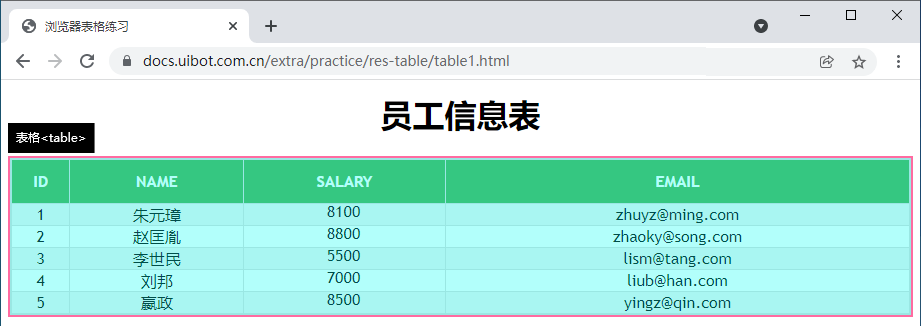 浏览器表格练习
docs.uibot.com.cn/extra/practice/res-table/table1.html
员工信息表
表格<table>
ID NAME SALARY EMAIL
1 朱元璋 8100 zhuyz@ming.com
2 赵匡胤 8800 zhaoky@song.com
3 李世民 5500 lism@tang.com
4 刘邦 7000 liub@han.com
5 嬴政 8500 yingz@qin.com